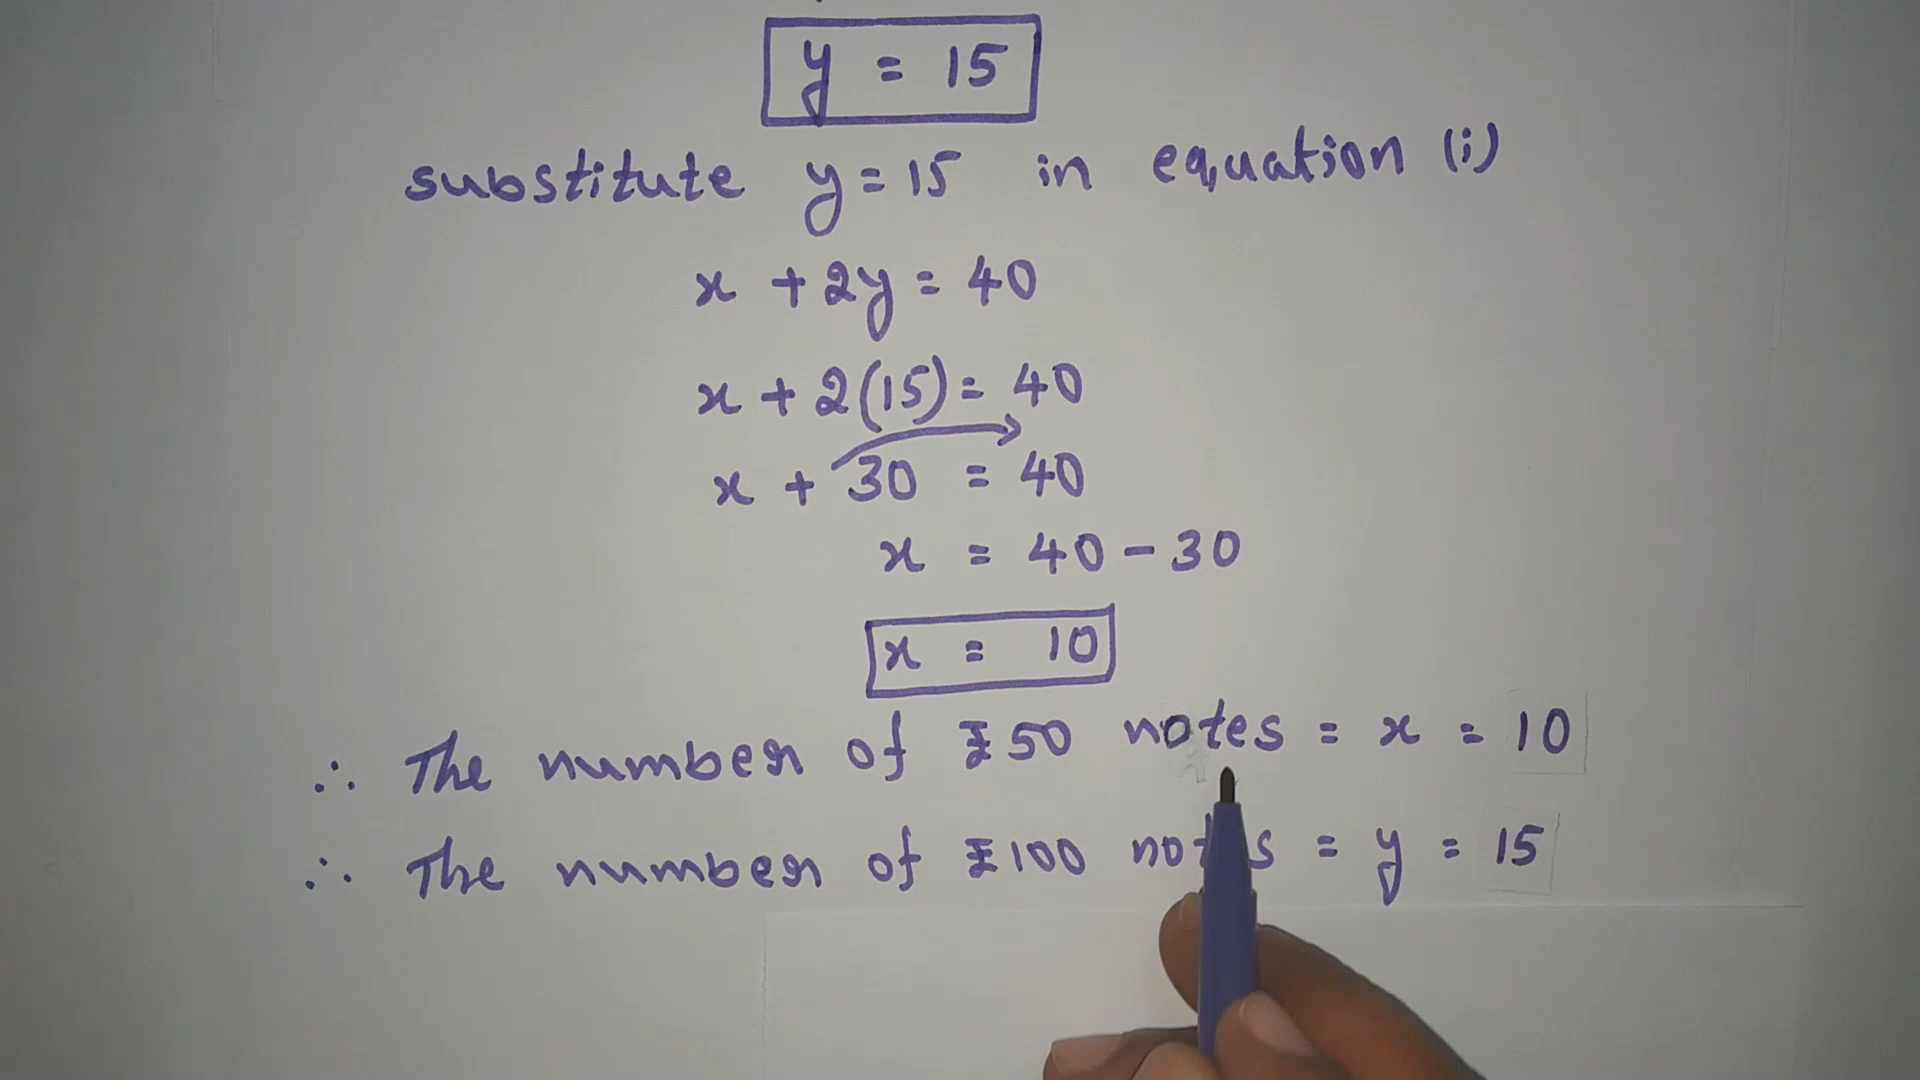 y = 15
substitute y = 15 in equation (i)
x + 2y = 40
x + 2(15) = 40
x + 30 = 40
x = 40 - 30
x = 10
∴ The number of ₹50 notes = x = 10
∴ The number of ₹100 notes = y = 15